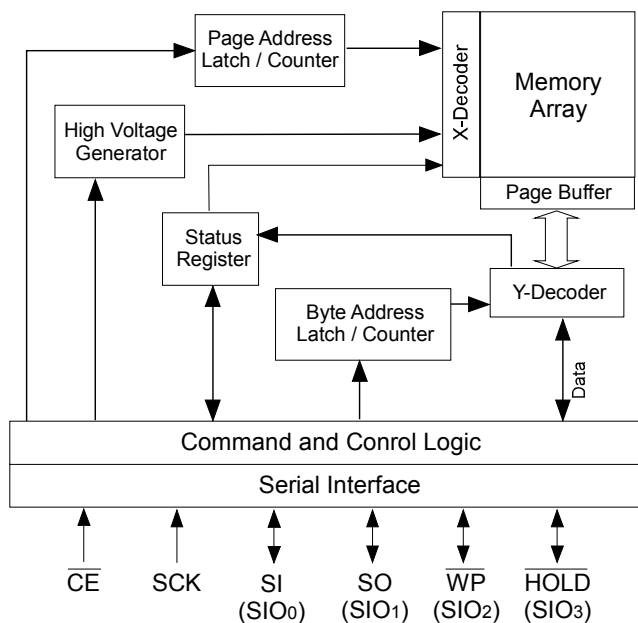 Page Address
Latch / Counter
X-Decoder
Memory
Array
High Voltage
Generator
Page Buffer
Status
Register
Y-Decoder
Byte Address
Latch / Counter
Data
Command and Conrol Logic
Serial Interface
CE
SCK
SI
(SIO0)
SO
(SIO1)
WP
(SIO2)
HOLD
(SIO3)